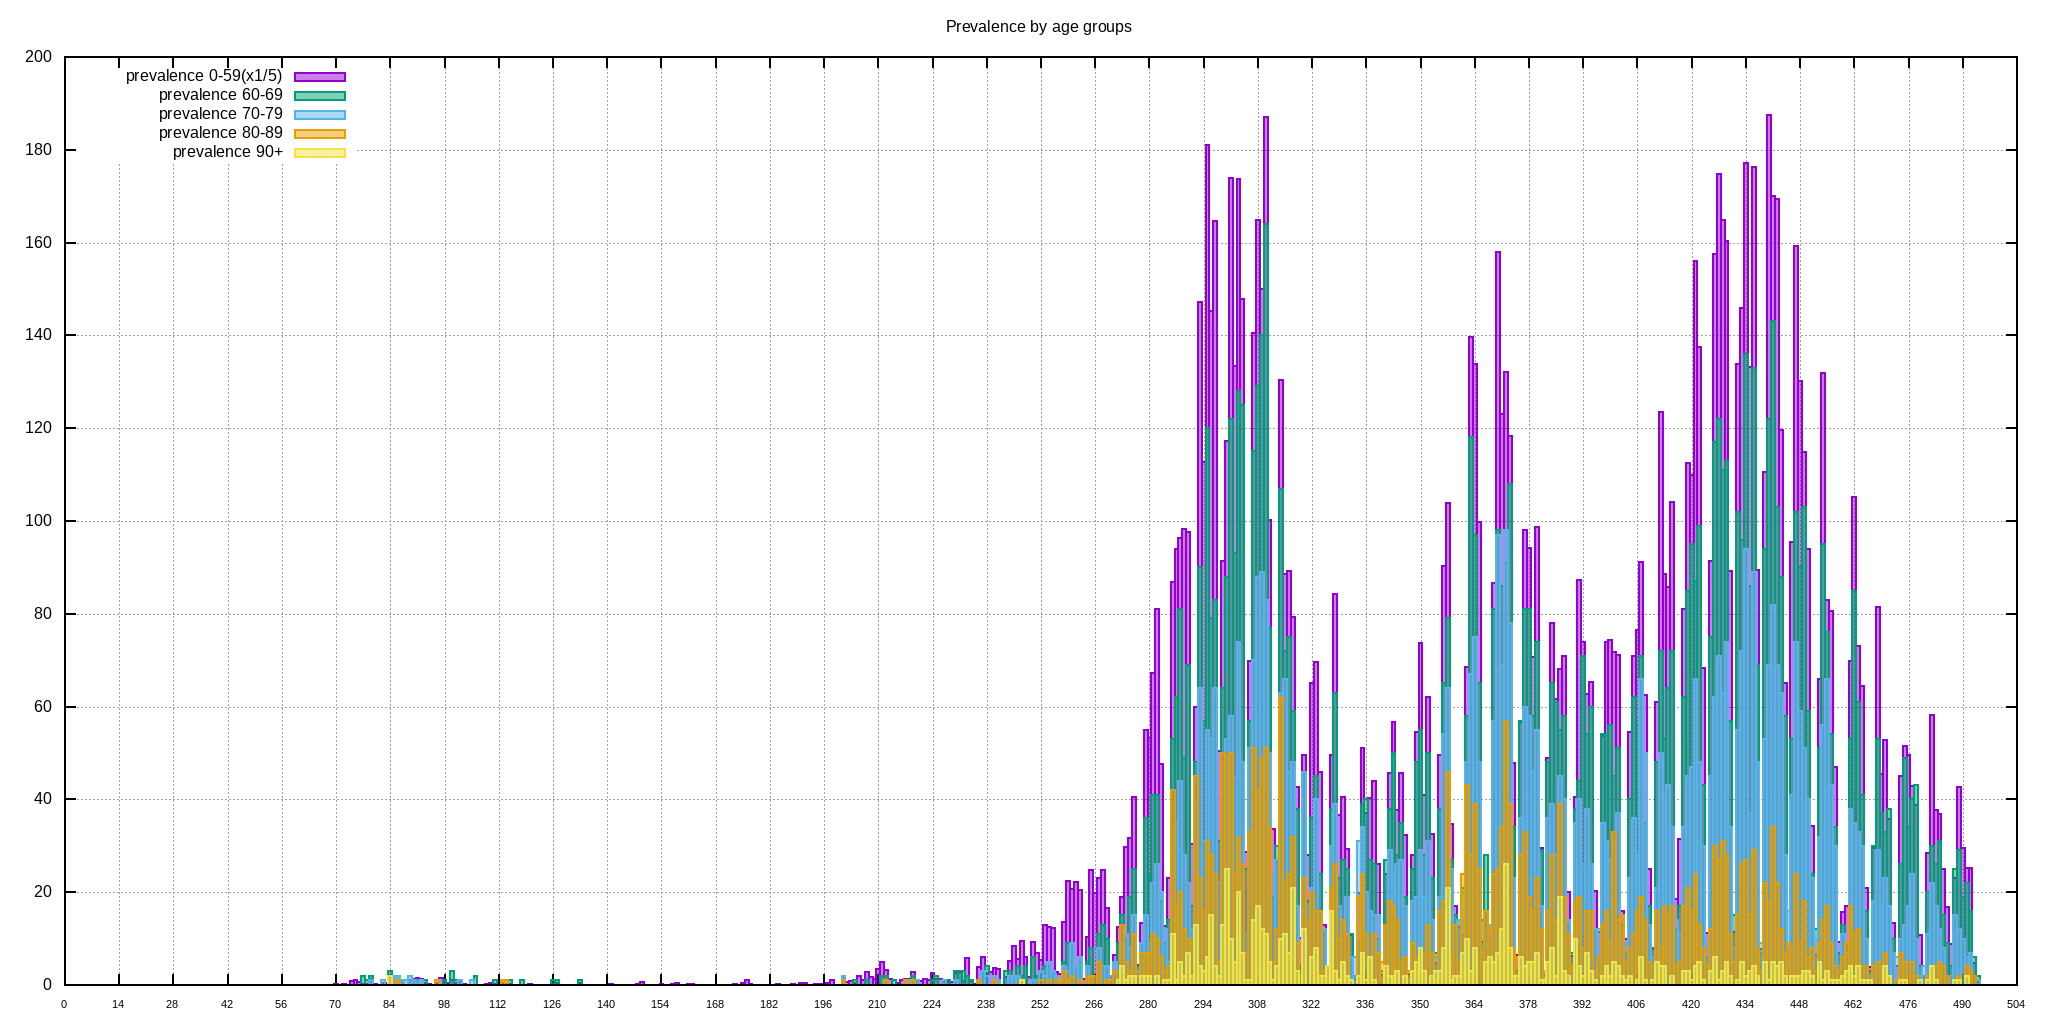 Prevalence by age groups
200
180
160
140
120
100
80
60
40
20
0
prevalence 0-59(x1/5)
prevalence 60-69
prevalence 70-79
prevalence 80-89
prevalence 90+
0 14 28 42 56 70 84 98 112 126 140 154 168 182 196 210 224 238 252 266 280 294 308 322 336 350 364 378 392 406 420 434 448 462 476 490 504